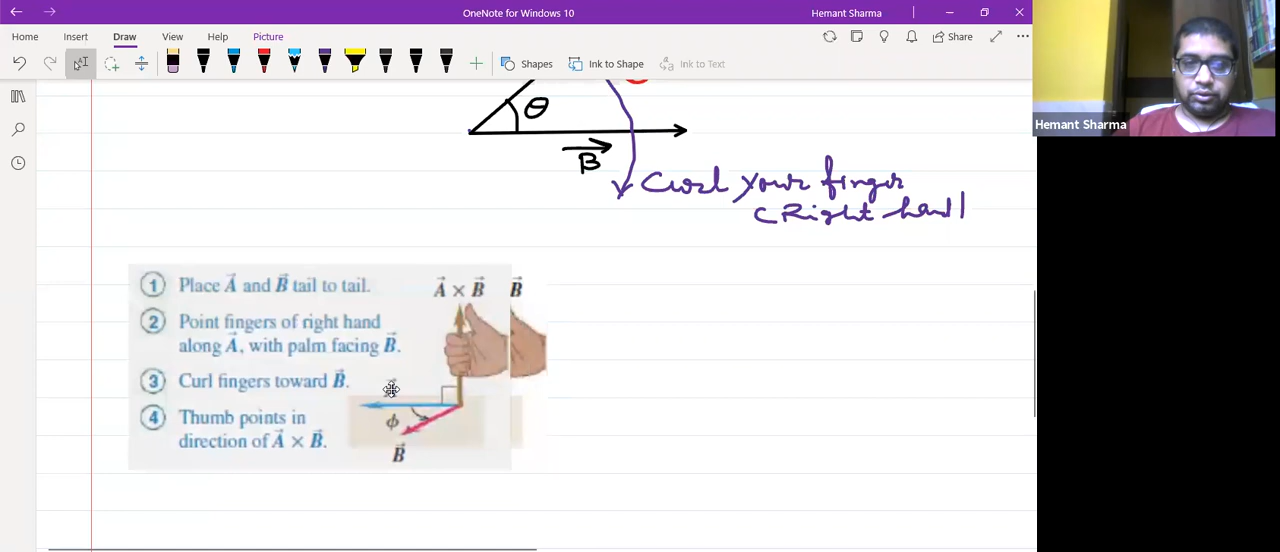 OneNote for Windows 10
Hemant Sharma
Home Insert Draw View Help Picture
Share
Shapes Ink to Shape Ink to Text
θ
B
Curl your finger
(Right hand)
① Place A⃗ and B⃗ tail to tail.
② Point fingers of right hand
along A⃗, with palm facing B⃗.
③ Curl fingers toward B⃗.
④ Thumb points in
direction of A⃗ × B⃗.
A⃗ × B⃗ B⃗
ϕ
B⃗
Hemant Sharma